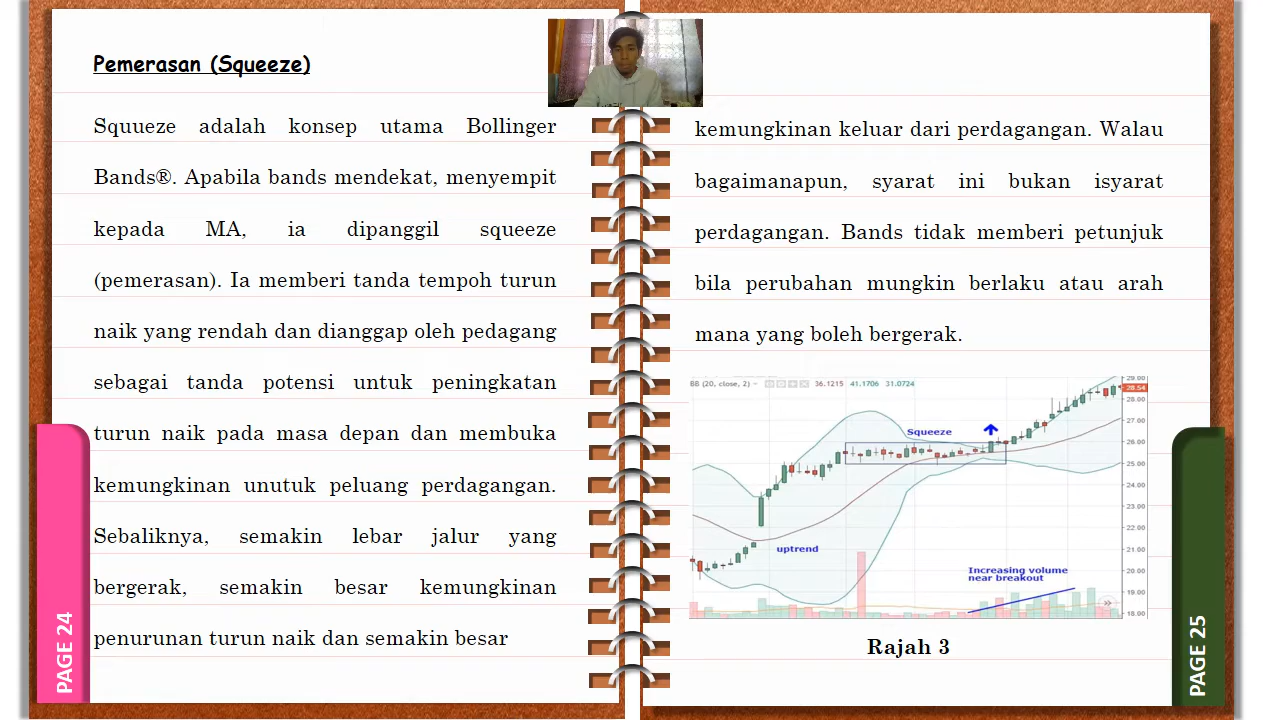 Pemerasan (Squeeze)
Squueze adalah konsep utama Bollinger
Bands®. Apabila bands mendekat, menyempit
kepada MA, ia dipanggil squeeze
(pemerasan). Ia memberi tanda tempoh turun
naik yang rendah dan dianggap oleh pedagang
sebagai tanda potensi untuk peningkatan
turun naik pada masa depan dan membuka
kemungkinan unutuk peluang perdagangan.
Sebaliknya, semakin lebar jalur yang
bergerak, semakin besar kemungkinan
penurunan turun naik dan semakin besar
PAGE 24
kemungkinan keluar dari perdagangan. Walau
bagaimanapun, syarat ini bukan isyarat
perdagangan. Bands tidak memberi petunjuk
bila perubahan mungkin berlaku atau arah
mana yang boleh bergerak.
BB (20, close, 2) 36.1215 41.1706 31.0724
29.00
28.54
28.00
27.00
26.00
25.00
24.00
23.00
22.00
21.00
20.00
19.00
18.00
Squeeze
uptrend
Increasing volume
near breakout
Rajah 3
PAGE 25